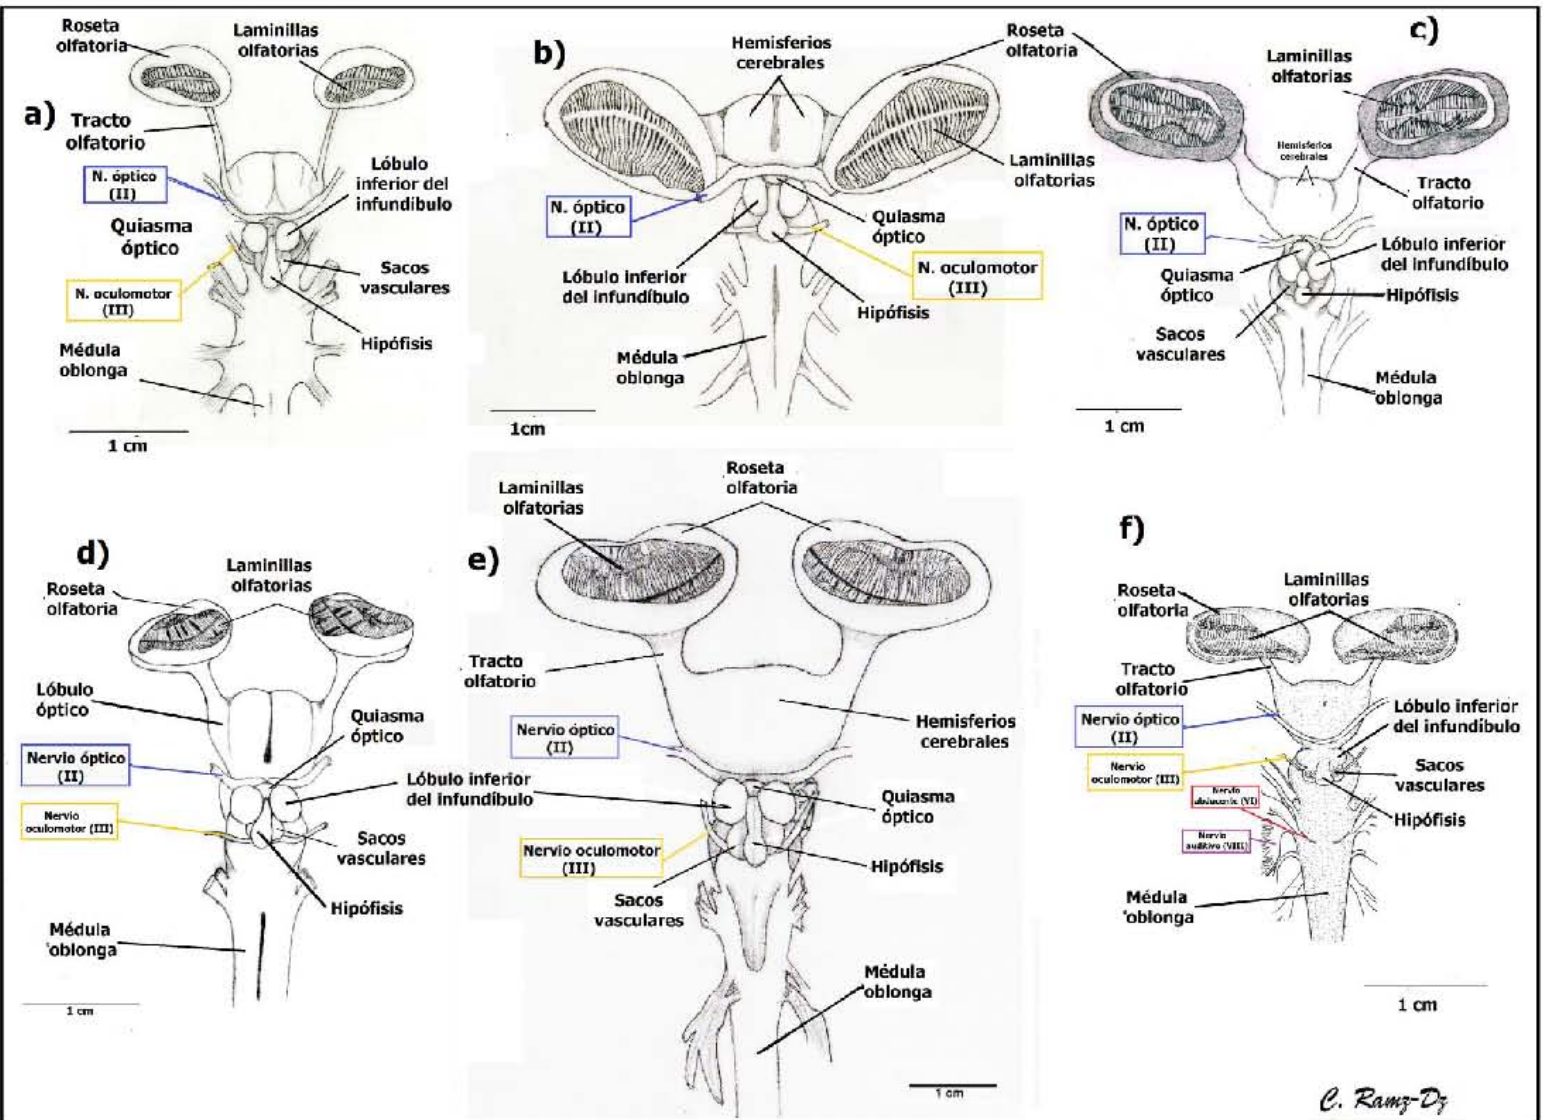 a)
Roseta
olfatoria
Laminillas
olfatorias
Tracto
olfatorio
N. óptico
(II)
Lóbulo
inferior del
infundíbulo
Quiasma
óptico
Sacos
vasculares
N. oculomotor
(III)
Hipófisis
Médula
oblonga
1 cm
b)
Hemisferios
cerebrales
Roseta
olfatoria
Laminillas
olfatorias
N. óptico
(II)
Quiasma
óptico
Lóbulo inferior
del infundíbulo
N. oculomotor
(III)
Hipófisis
Médula
oblonga
1cm
c)
Laminillas
olfatorias
Hemisferios
cerebrales
Tracto
olfatorio
N. óptico
(II)
Lóbulo inferior
del infundíbulo
Quiasma
óptico
Hipófisis
Sacos
vasculares
Médula
oblonga
1 cm
d)
Laminillas
olfatorias
Roseta
olfatoria
Lóbulo
óptico
Quiasma
óptico
Nervio óptico
(II)
Lóbulo inferior
del infundíbulo
Nervio
oculomotor (III)
Sacos
vasculares
Hipófisis
Médula
oblonga
1 cm
e)
Roseta
olfatoria
Laminillas
olfatorias
Tracto
olfatorio
Nervio óptico
(II)
Hemisferios
cerebrales
Quiasma
óptico
Nervio oculomotor
(III)
Hipófisis
Sacos
vasculares
Médula
oblonga
1 cm
f)
Roseta
olfatoria
Laminillas
olfatorias
Tracto
olfatorio
Nervio óptico
(II)
Lóbulo inferior
del infundíbulo
Nervio
oculomotor (III)
Sacos
vasculares
Nervio
abducente (VI)
Hipófisis
Nervio
auditivo (VIII)
Médula
oblonga
1 cm
C. Ramz-Dz